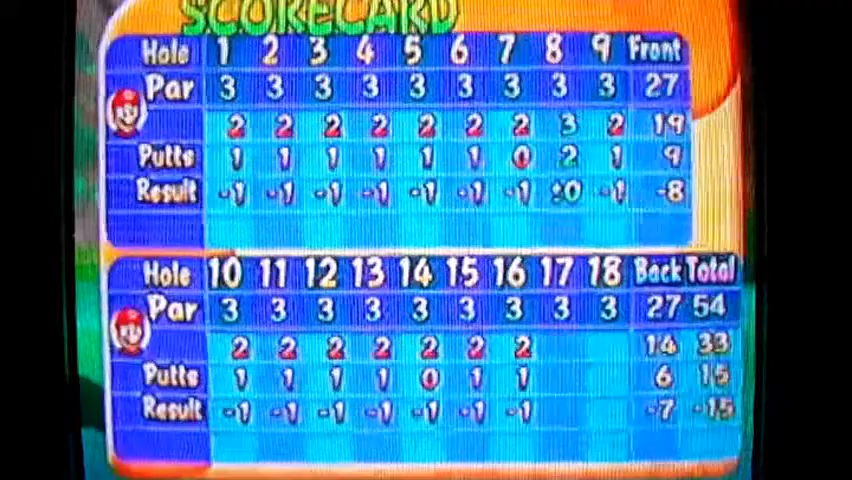 SCORECARD
Hole 1 2 3 4 5 6 7 8 9 Front
Par 3 3 3 3 3 3 3 3 3 27
2 2 2 2 2 2 2 3 2 19
Putts 1 1 1 1 1 1 0 2 1 9
Result -1 -1 -1 -1 -1 -1 -1 ±0 -1 -8
Hole 10 11 12 13 14 15 16 17 18 Back Total
Par 3 3 3 3 3 3 3 3 3 27 54
2 2 2 2 2 2 2 14 33
Putts 1 1 1 1 0 1 1 6 15
Result -1 -1 -1 -1 -1 -1 -1 -7 -15